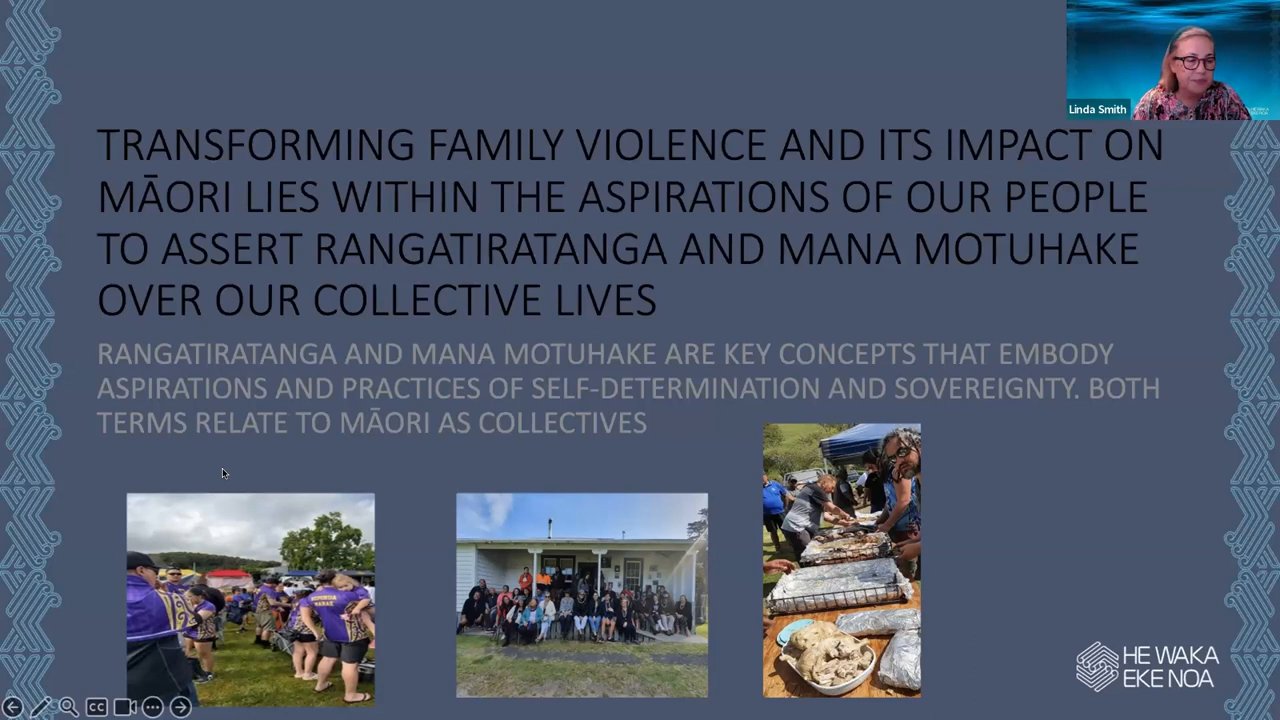 Linda Smith
TRANSFORMING FAMILY VIOLENCE AND ITS IMPACT ON
MĀORI LIES WITHIN THE ASPIRATIONS OF OUR PEOPLE
TO ASSERT RANGATIRATANGA AND MANA MOTUHAKE
OVER OUR COLLECTIVE LIVES
RANGATIRATANGA AND MANA MOTUHAKE ARE KEY CONCEPTS THAT EMBODY
ASPIRATIONS AND PRACTICES OF SELF-DETERMINATION AND SOVEREIGNTY. BOTH
TERMS RELATE TO MĀORI AS COLLECTIVES
HE WAKA
EKE NOA
CC